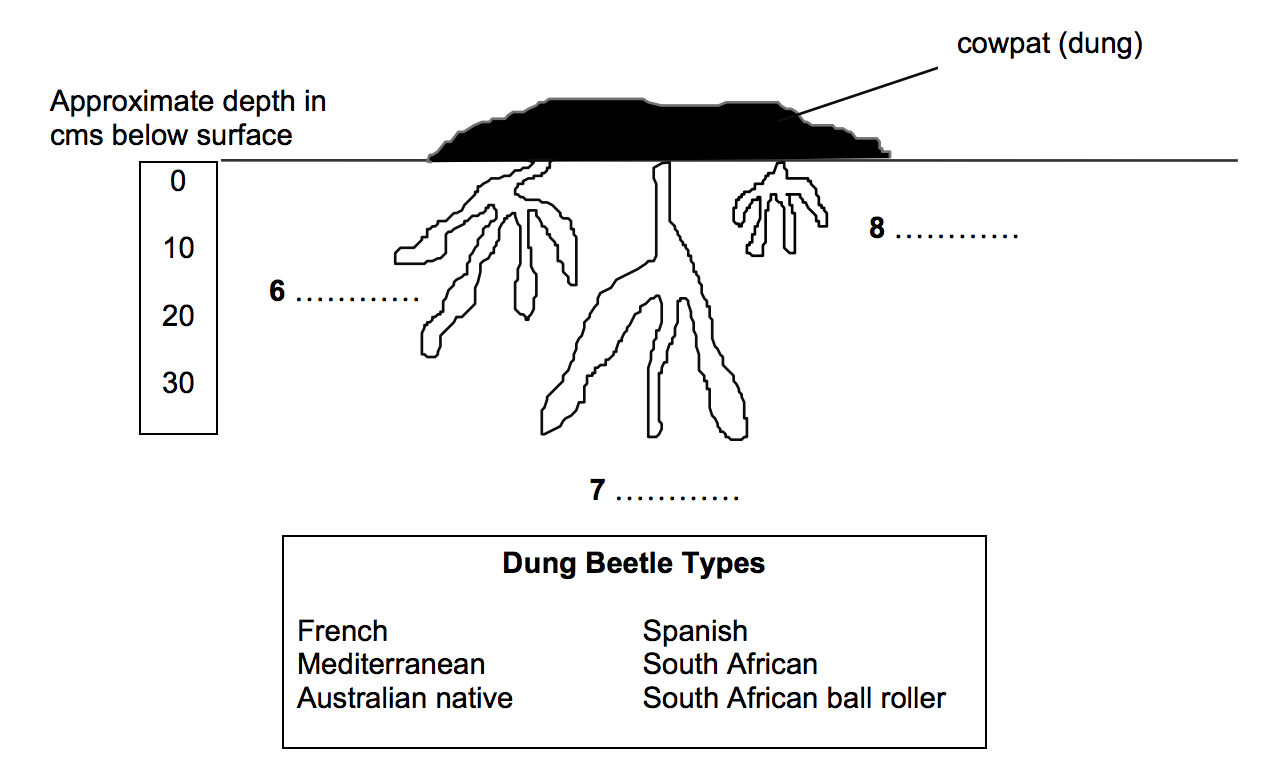 cowpat (dung)
Approximate depth in
cms below surface
0
10
20
30
8 …………
6 …………
7 …………
Dung Beetle Types
French Spanish
Mediterranean South African
Australian native South African ball roller